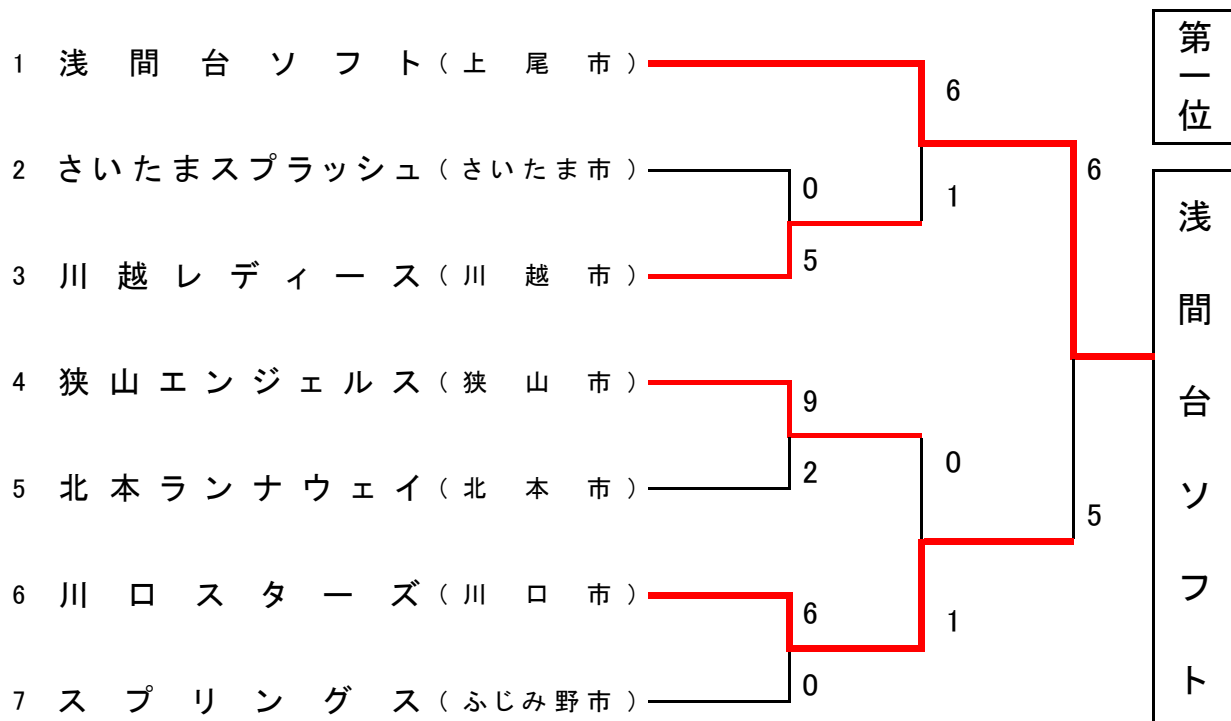 1 浅間台ソフト(上尾市)
2 さいたまスプラッシュ(さいたま市)
3 川越レディース(川越市)
4 狭山エンジェルス(狭山市)
5 北本ランナウェイ(北本市)
6 川口スターズ(川口市)
7 スプリングス(ふじみ野市)
0
5
9
2
6
0
6
1
0
1
6
5
第一位
浅間台ソフト